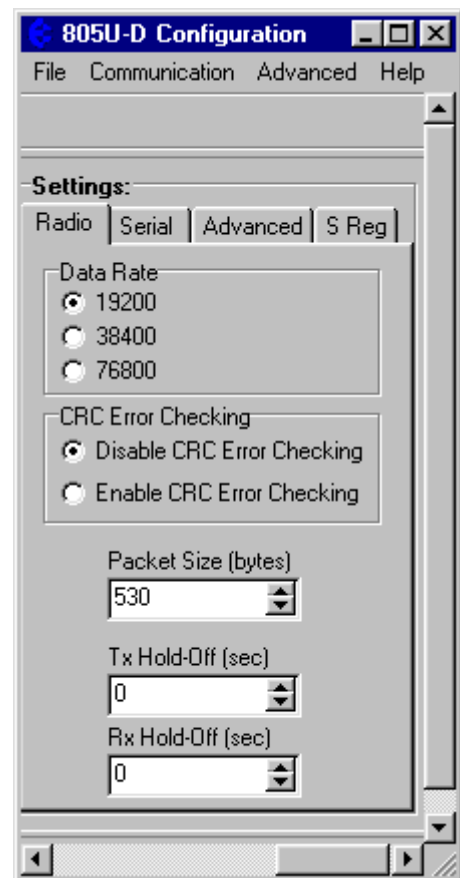 805U-D Configuration
File Communication Advanced Help
Settings:
Radio Serial Advanced S Reg
Data Rate
19200
38400
76800
CRC Error Checking
Disable CRC Error Checking
Enable CRC Error Checking
Packet Size (bytes)
530
Tx Hold-Off (sec)
0
Rx Hold-Off (sec)
0